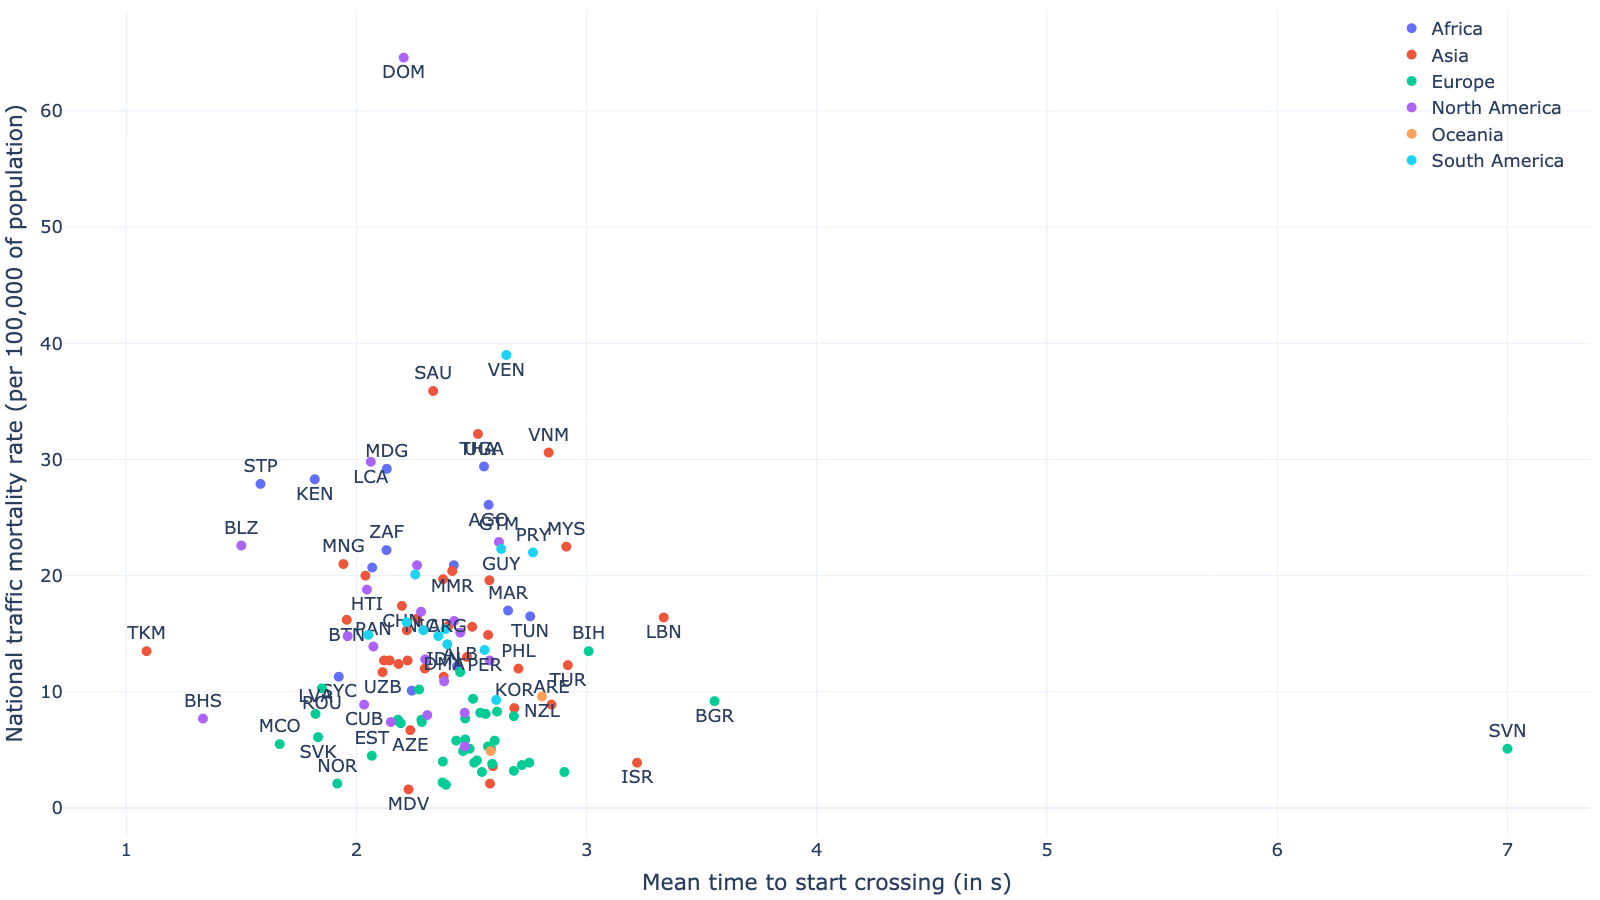 Africa
Asia
Europe
North America
Oceania
South America
National traffic mortality rate (per 100,000 of population)
60
50
40
30
20
10
0
DOM
VEN
SAU
VNM
THA
UGA
MDG
STP
LCA
KEN
AGO
GTM
BLZ
ZAF
PRY
MYS
MNG
GUY
MMR
MAR
HTI
CHN
ARG
PAN
BTN
TUN
TKM
BIH
LBN
ALB
PHL
DMA
PER
TUR
SYC
UZB
LVA
KOR
ARE
BHS
ROU
CUB
NZL
BGR
MCO
EST
AZE
SVK
NOR
SVN
ISR
MDV
1
2
3
4
5
6
7
Mean time to start crossing (in s)